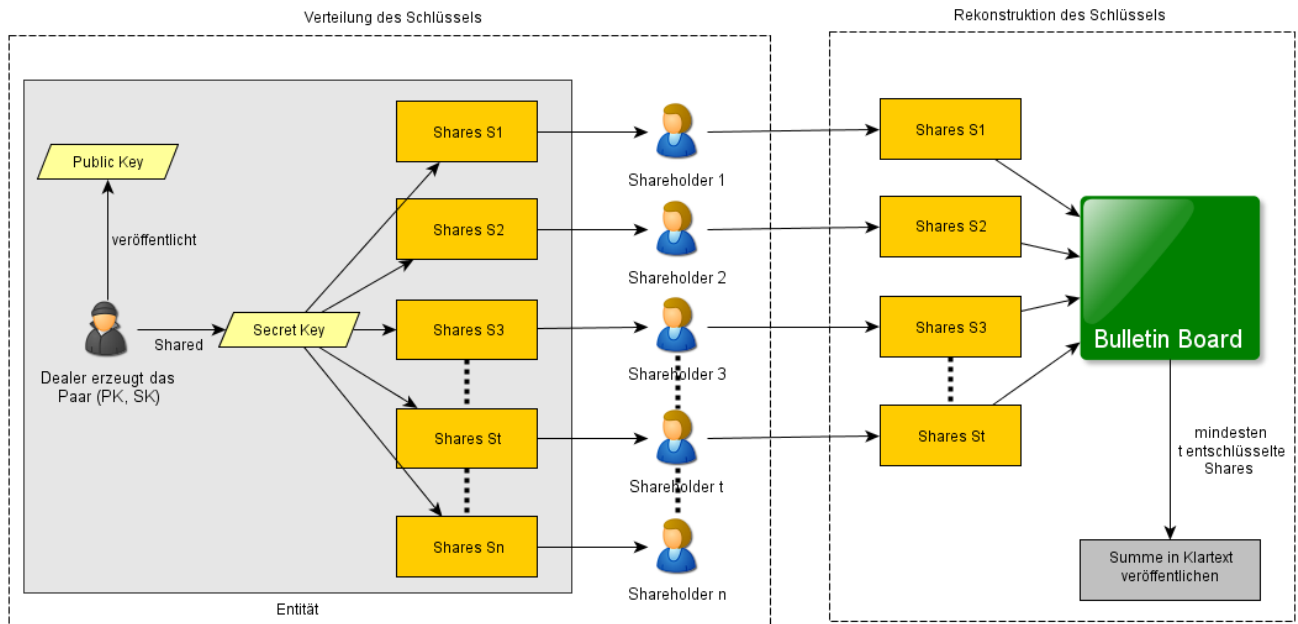 Verteilung des Schlüssels
Rekonstruktion des Schlüssels
Public Key
veröffentlicht
Dealer erzeugt das
Paar (PK, SK)
Shared
Secret Key
Shares S1
Shares S2
Shares S3
Shares St
Shares Sn
Entität
Shareholder 1
Shareholder 2
Shareholder 3
Shareholder t
Shareholder n
Shares S1
Shares S2
Shares S3
Shares St
Bulletin Board
mindesten
t entschlüsselte
Shares
Summe in Klartext
veröffentlichen